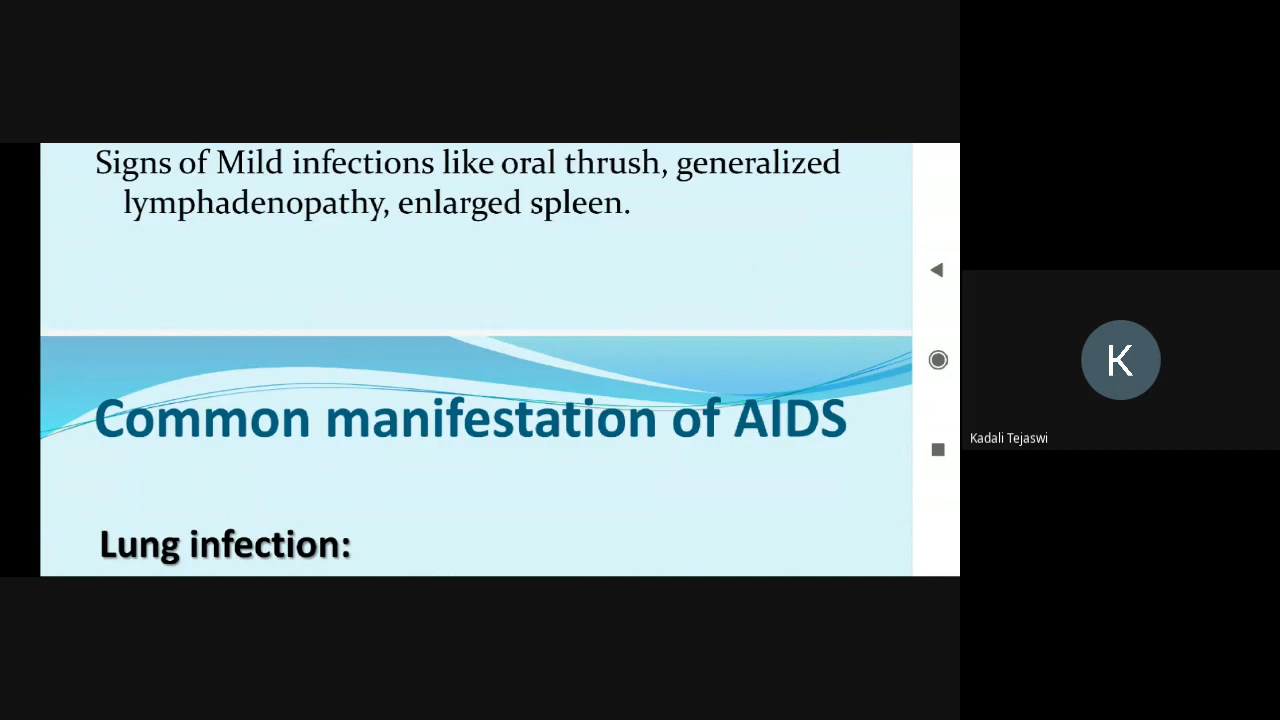 Signs of Mild infections like oral thrush, generalized
lymphadenopathy, enlarged spleen.
Common manifestation of AIDS
Lung infection:
K
Kadali Tejaswi